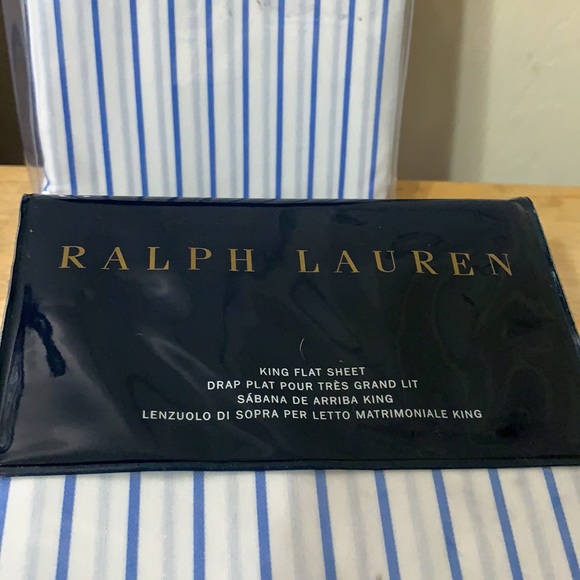 RALPH LAUREN
KING FLAT SHEET
DRAP PLAT POUR TRÈS GRAND LIT
SÁBANA DE ARRIBA KING
LENZUOLO DI SOPRA PER LETTO MATRIMONIALE KING